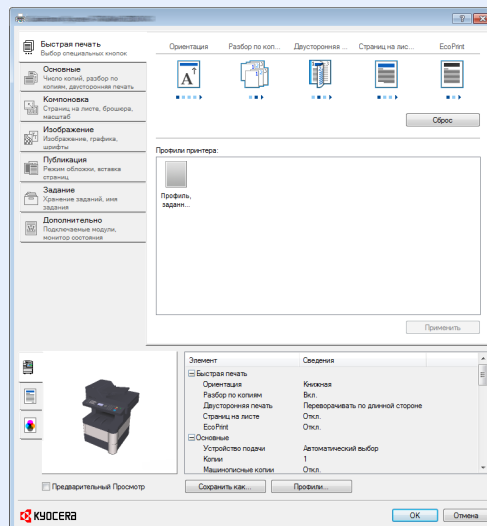 Быстрая печать
Выбор специальных кнопок
Основные
Число копий, разбор по
копиям, двусторонняя печать
Компоновка
Страниц на листе, брошюра,
масштаб
Изображение
Изображение, графика,
шрифты
Публикация
Режим обложки, вставка
страниц
Задание
Хранение заданий, имя
задания
Дополнительно
Подключаемые модули,
монитор состояния
Ориентация Разбор по коп... Двусторонняя ... Страниц на лис... EcoPrint
A
Сброс
Профили принтера:
Профиль,
заданн...
Применить
Элемент Сведения
Быстрая печать
Ориентация Книжная
Разбор по копиям Вкл.
Двусторонняя печать Переворачивать по длинной стороне
Страниц на листе Откл.
EcoPrint Откл.
Основные
Устройство подачи Автоматический выбор
Копии 1
Машинописные копии Откл.
Предварительный Просмотр
Сохранить как... Профили...
KYOCERA
OK Отмена